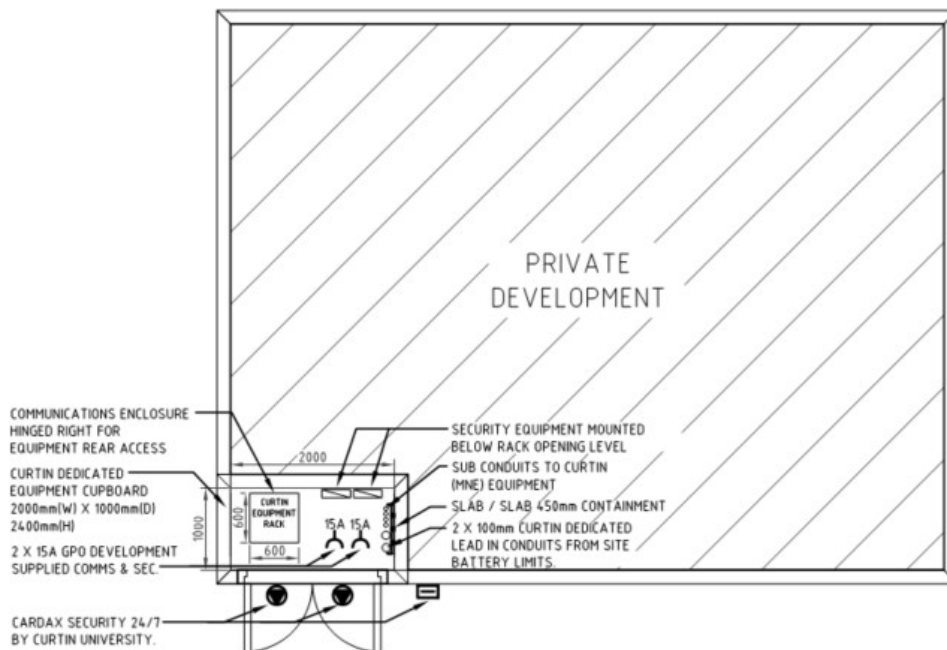 PRIVATE
DEVELOPMENT
COMMUNICATIONS ENCLOSURE
HINGED RIGHT FOR
EQUIPMENT REAR ACCESS
CURTIN DEDICATED
EQUIPMENT CUPBOARD
2000mm(W) X 1000mm(D)
2400mm(H)
2 X 15A GPO DEVELOPMENT
SUPPLIED COMMS & SEC.
CARDAX SECURITY 24/7
BY CURTIN UNIVERSITY.
2000
1000
600
CURTIN
EQUIPMENT
RACK
600
15A 15A
SECURITY EQUIPMENT MOUNTED
BELOW RACK OPENING LEVEL
SUB CONDUITS TO CURTIN
(MNE) EQUIPMENT
SLAB / SLAB 450mm CONTAINMENT
2 X 100mm CURTIN DEDICATED
LEAD IN CONDUITS FROM SITE
BATTERY LIMITS.